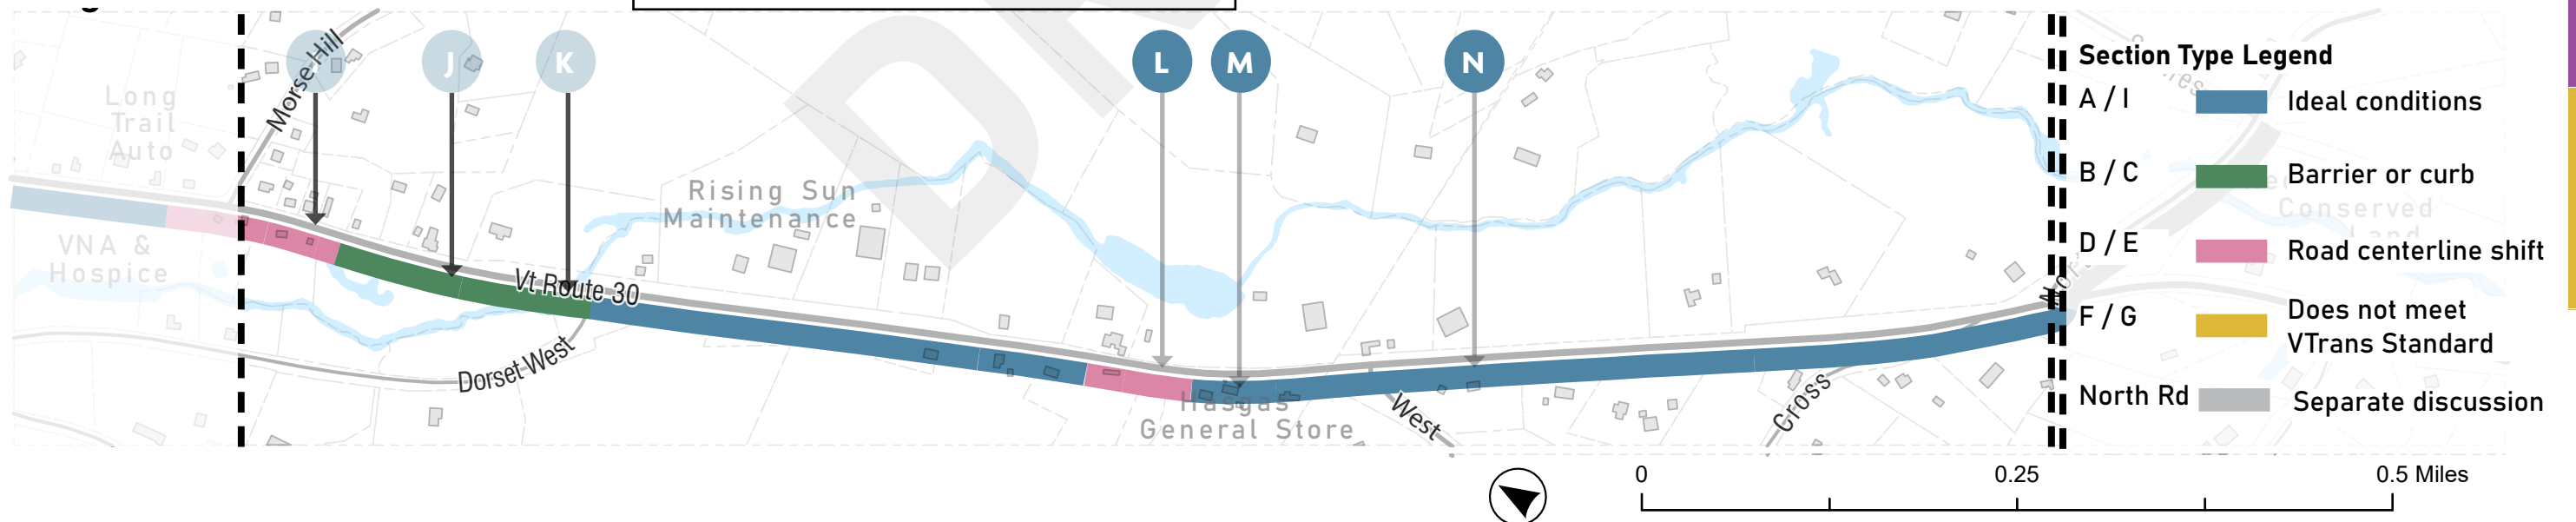 Morse Hill
J
K
L
M
N
Long
Trail
Auto
VNA &
Hospice
Rising Sun
Maintenance
Vt Route 30
Dorset West
Hasgas
General Store
West
Cross
Section Type Legend
A / I Ideal conditions
B / C Barrier or curb
D / E Road centerline shift
F / G Does not meet
VTrans Standard
North Rd Separate discussion
Conserved
Land
0 0.25 0.5 Miles